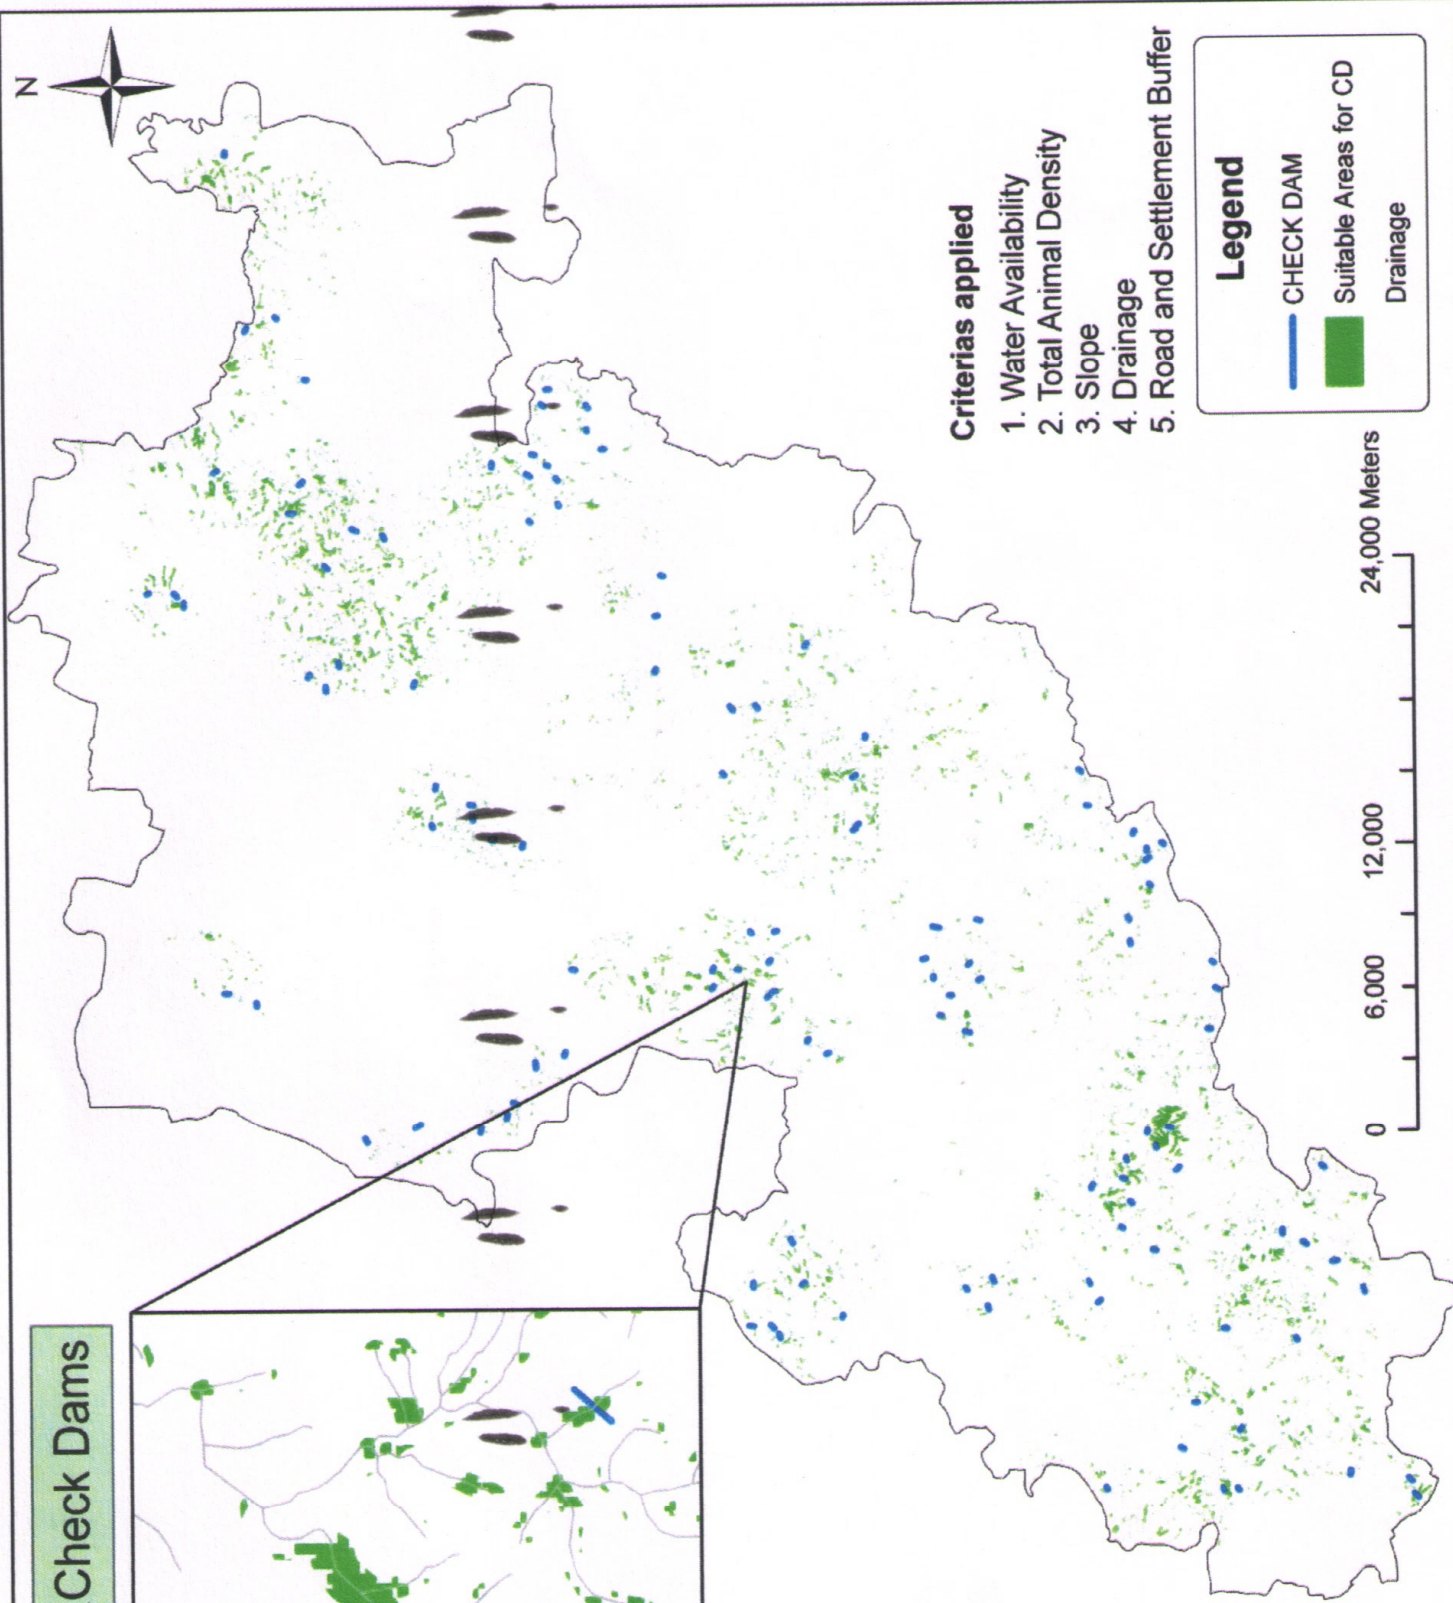 Check Dams
N
Criterias applied
1. Water Availability
2. Total Animal Density
3. Slope
4. Drainage
5. Road and Settlement Buffer
Legend
CHECK DAM
Suitable Areas for CD
Drainage
0 6,000 12,000 24,000 Meters